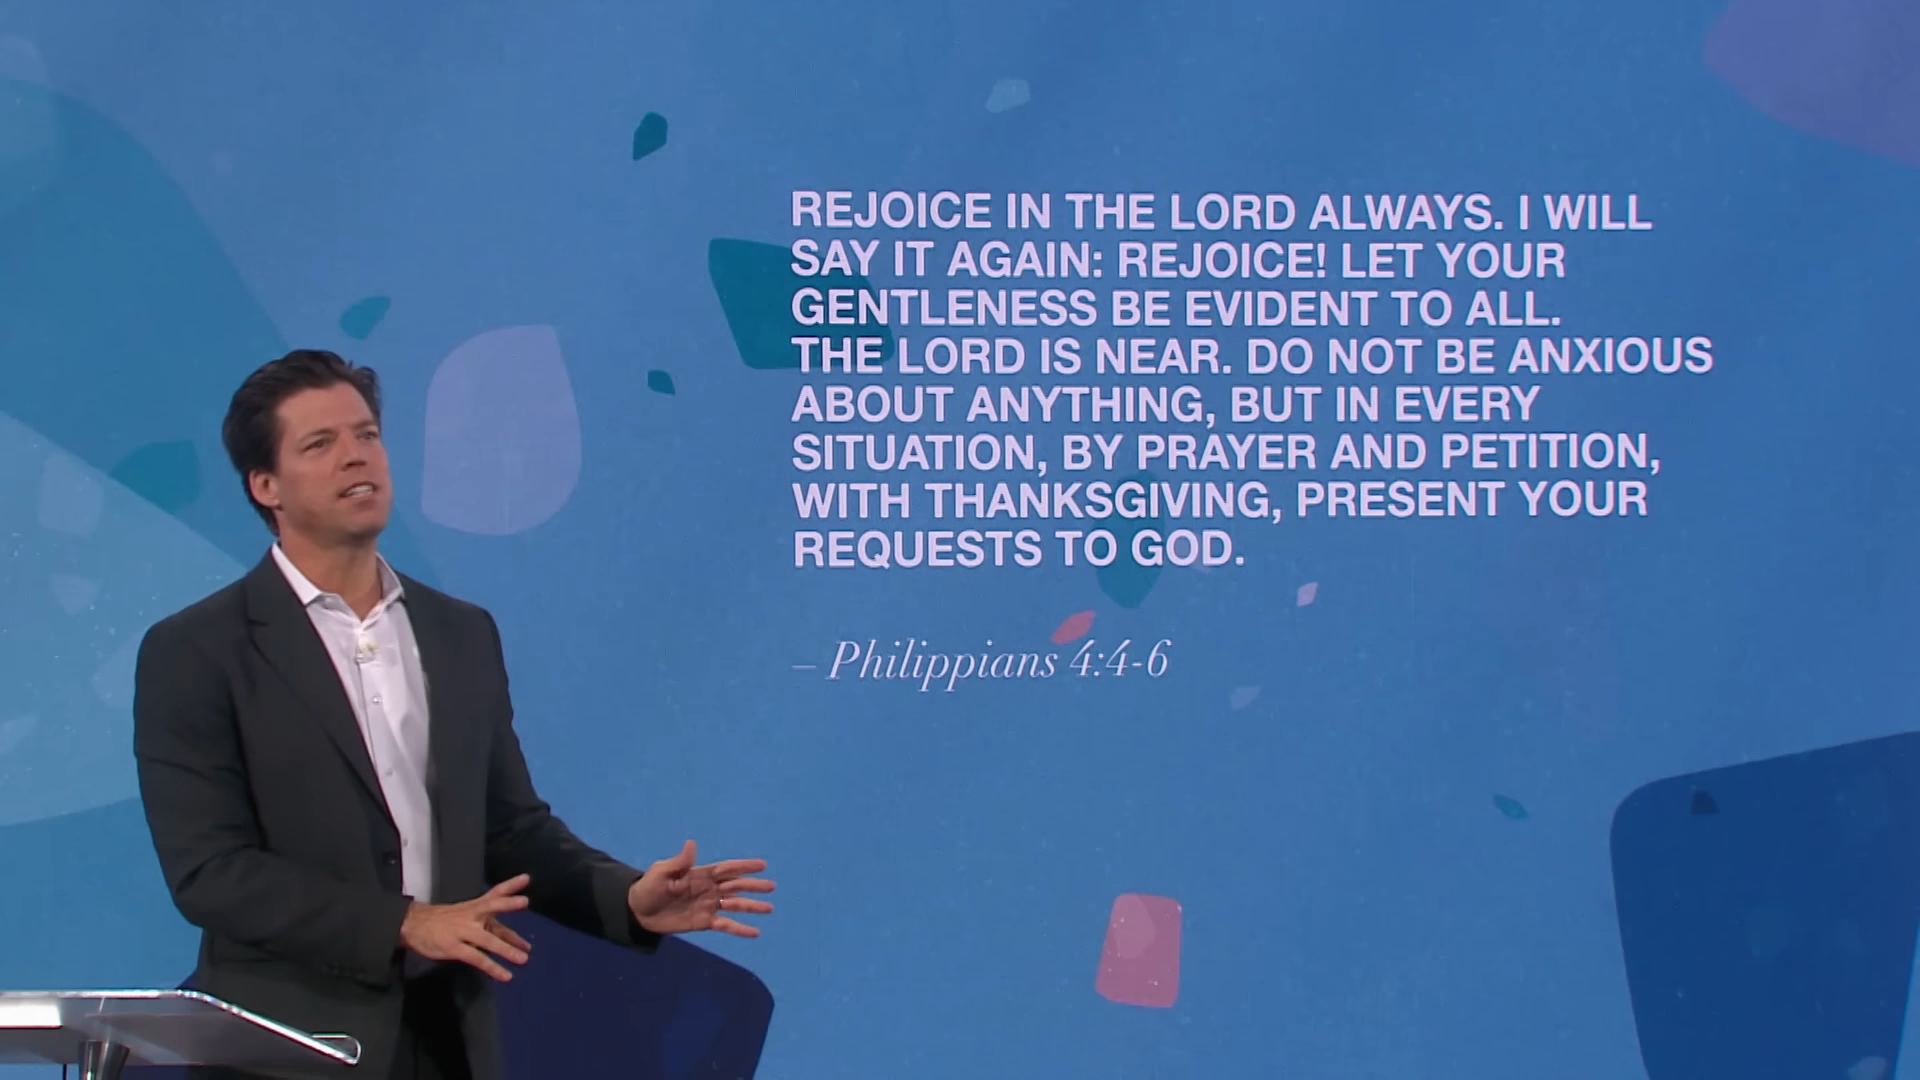 REJOICE IN THE LORD ALWAYS. I WILL
SAY IT AGAIN: REJOICE! LET YOUR
GENTLENESS BE EVIDENT TO ALL.
THE LORD IS NEAR. DO NOT BE ANXIOUS
ABOUT ANYTHING, BUT IN EVERY
SITUATION, BY PRAYER AND PETITION,
WITH THANKSGIVING, PRESENT YOUR
REQUESTS TO GOD.
– Philippians 4:4-6